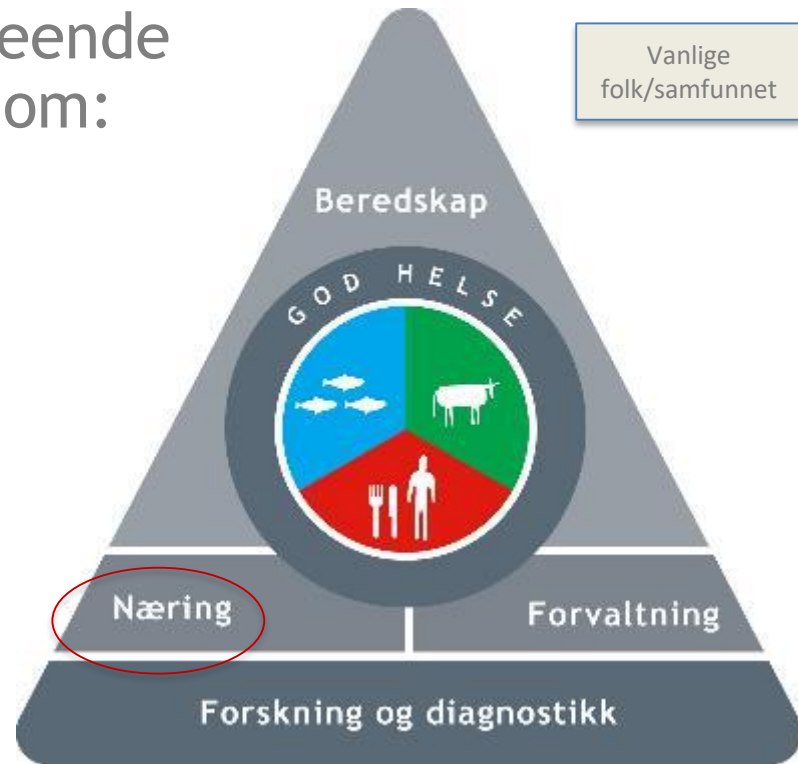 eende
om:
Vanlige
folk/samfunnet
Beredskap
GOD HELSE
Næring
Forvaltning
Forskning og diagnostikk